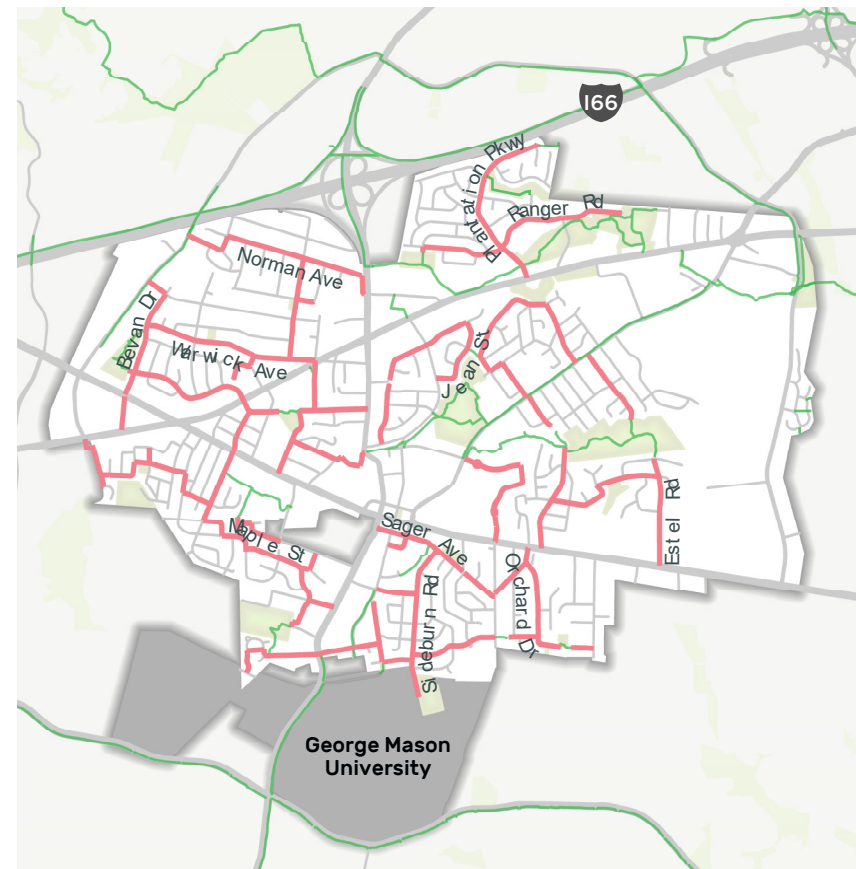 I66
Plantation Pkwy
Ranger Rd
Norman Ave
Bevan Dr
Warwick Ave
Jean St
Estel Rd
Sager Ave
Maple St
Orchard Dr
Sideburn Rd
George Mason
University